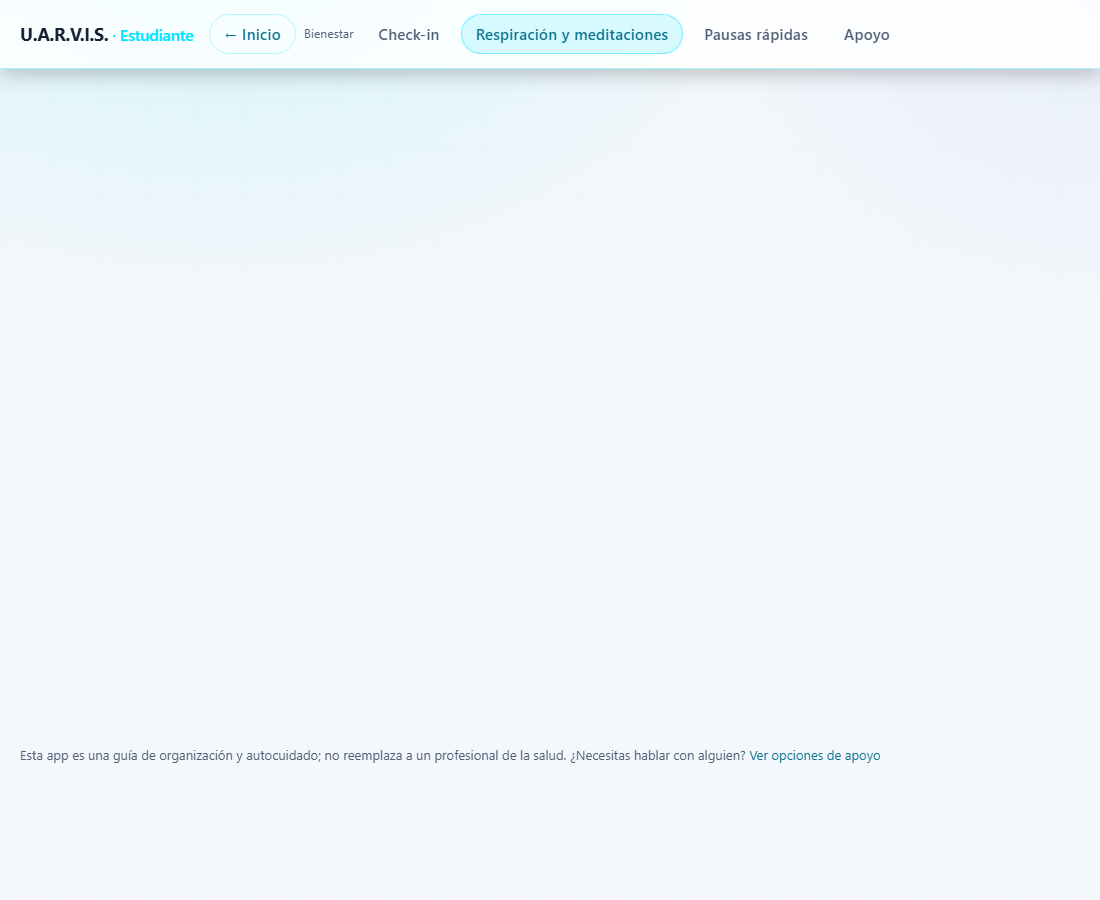 U.A.R.V.I.S. · Estudiante ← Inicio Bienestar Check-in Respiración y meditaciones Pausas rápidas Apoyo
Esta app es una guía de organización y autocuidado; no reemplaza a un profesional de la salud. ¿Necesitas hablar con alguien? Ver opciones de apoyo